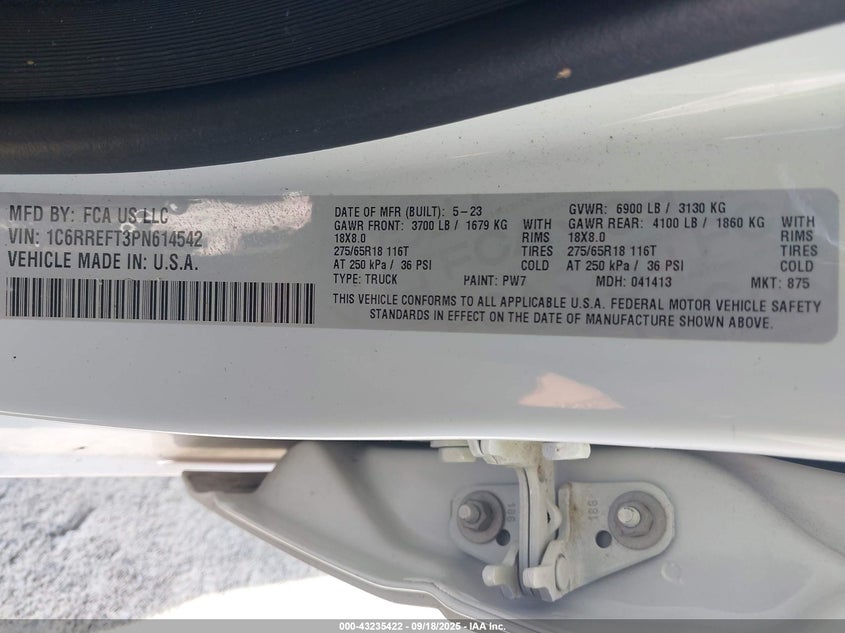 MFD BY: FCA US LLC
VIN: 1C6RREFT3PN614542
VEHICLE MADE IN: U.S.A.
DATE OF MFR (BUILT): 5-23 GVWR: 6900 LB / 3130 KG
GAWR FRONT: 3700 LB / 1679 KG WITH GAWR REAR: 4100 LB / 1860 KG WITH
18X8.0 RIMS 18X8.0 RIMS
275/65R18 116T TIRES 275/65R18 116T TIRES
AT 250 kPa / 36 PSI COLD AT 250 kPa / 36 PSI COLD
TYPE: TRUCK PAINT: PW7 MDH: 041413 MKT: 875
THIS VEHICLE CONFORMS TO ALL APPLICABLE U.S.A. FEDERAL MOTOR VEHICLE SAFETY
STANDARDS IN EFFECT ON THE DATE OF MANUFACTURE SHOWN ABOVE.
186
000-43235422 - 09/18/2025 - IAA Inc.